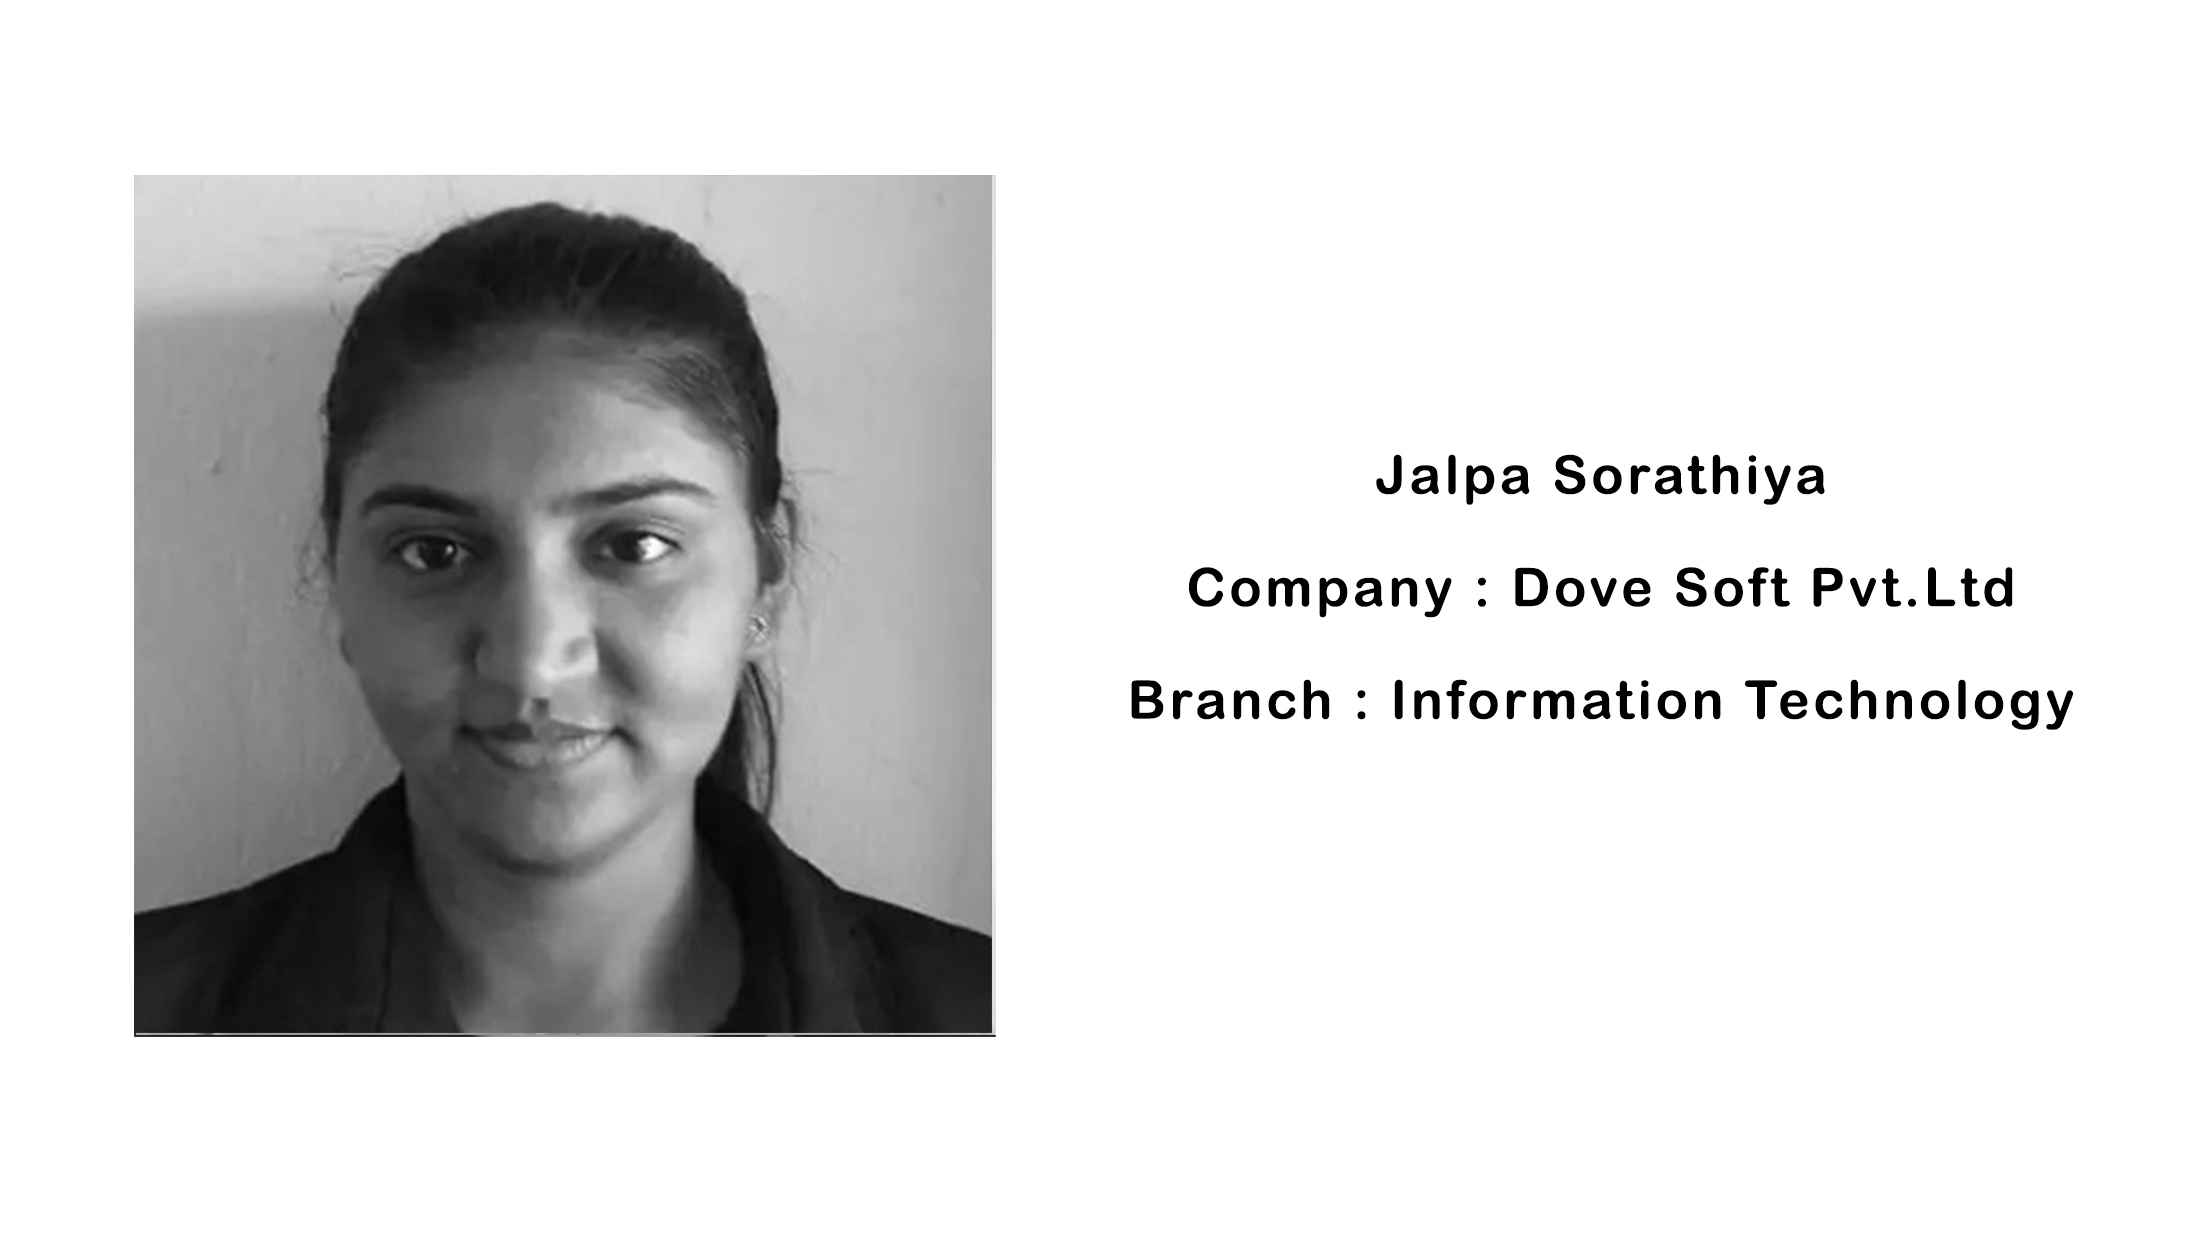 Jalpa Sorathiya
Company : Dove Soft Pvt.Ltd
Branch : Information Technology